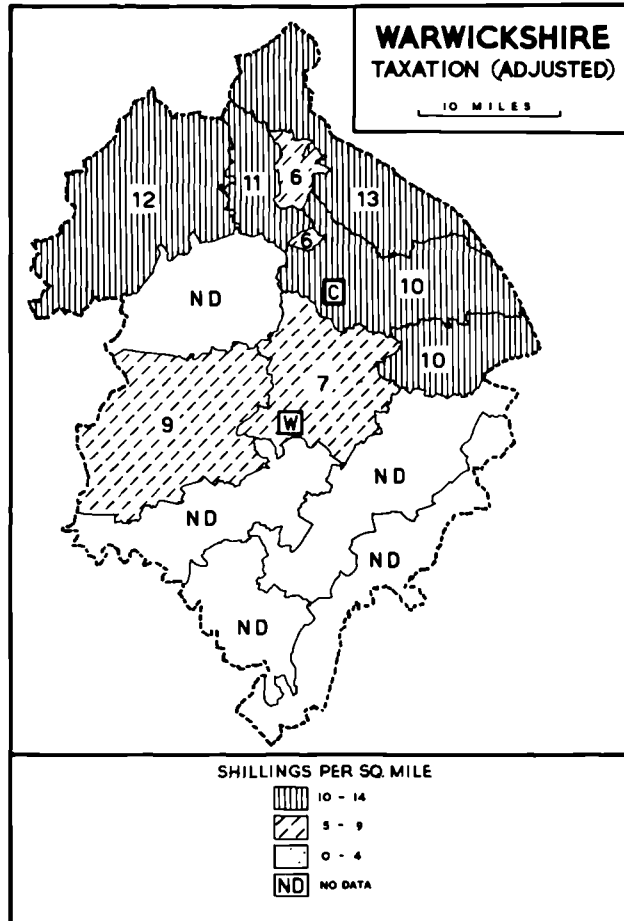 WARWICKSHIRE
TAXATION (ADJUSTED)
10 MILES
12
11
6
13
6
ND
C
10
10
7
9
W
ND
ND
ND
ND
SHILLINGS PER SQ. MILE
10 - 14
5 - 9
0 - 4
ND NO DATA